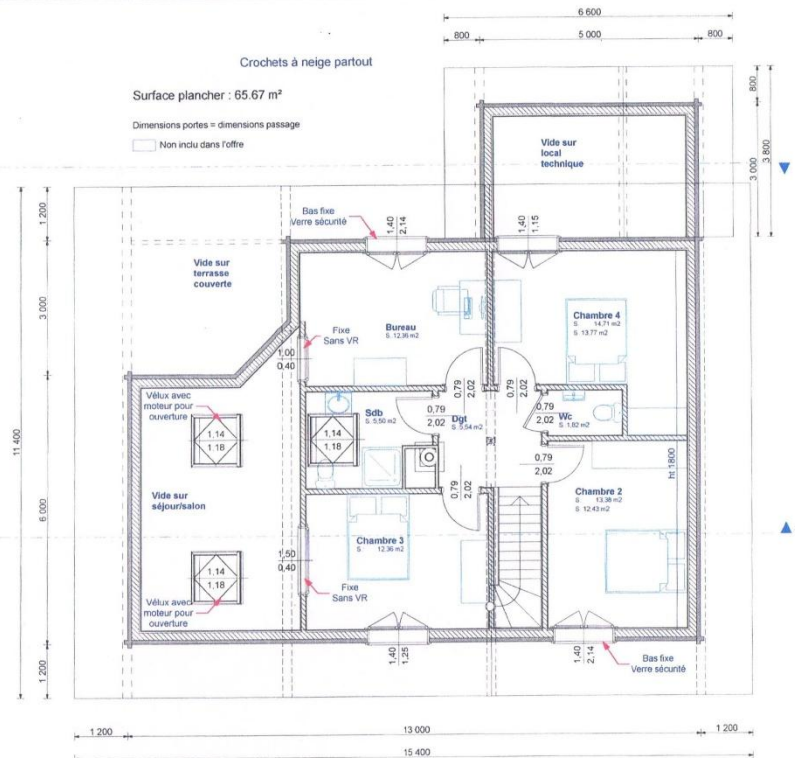 6 600
800
5 000
800
Crochets à neige partout
Surface plancher : 65.67 m²
Dimensions portes = dimensions passage
Non inclu dans l'offre
800
3 000
3 800
Vide sur
local
technique
1 200
3 000
11 400
6 000
1 200
Bas fixe
Verre sécurité
1,40
2,14
1,40
1,15
Vide sur
terrasse
couverte
Bureau
S. 12,35 m2
Fixe
Sans VR
1,00
0,40
Chambre 4
S 14,71 m2
S 13.77 m2
0,79
2,02
0,79
2,02
Vélux avec
moteur pour
ouverture
1,14
1.18
Sdb
S. 5,50 m2
1,14
1.18
0,79
2,02
Dgt
S. 5,54 m2
0,79
2,02
Wc
S. 1,82 m2
0,79
2,02
ht 1800
Vide sur
séjour/salon
0,79
2,02
Chambre 2
S 13,38 m2
S 12.43 m2
Chambre 3
S 12.36 m2
1,50
0,40
1,14
1,18
Vélux avec
moteur pour
ouverture
Fixe
Sans VR
1,40
1,25
1,40
2,14
Bas fixe
Verre sécurité
1 200
13 000
1 200
15 400